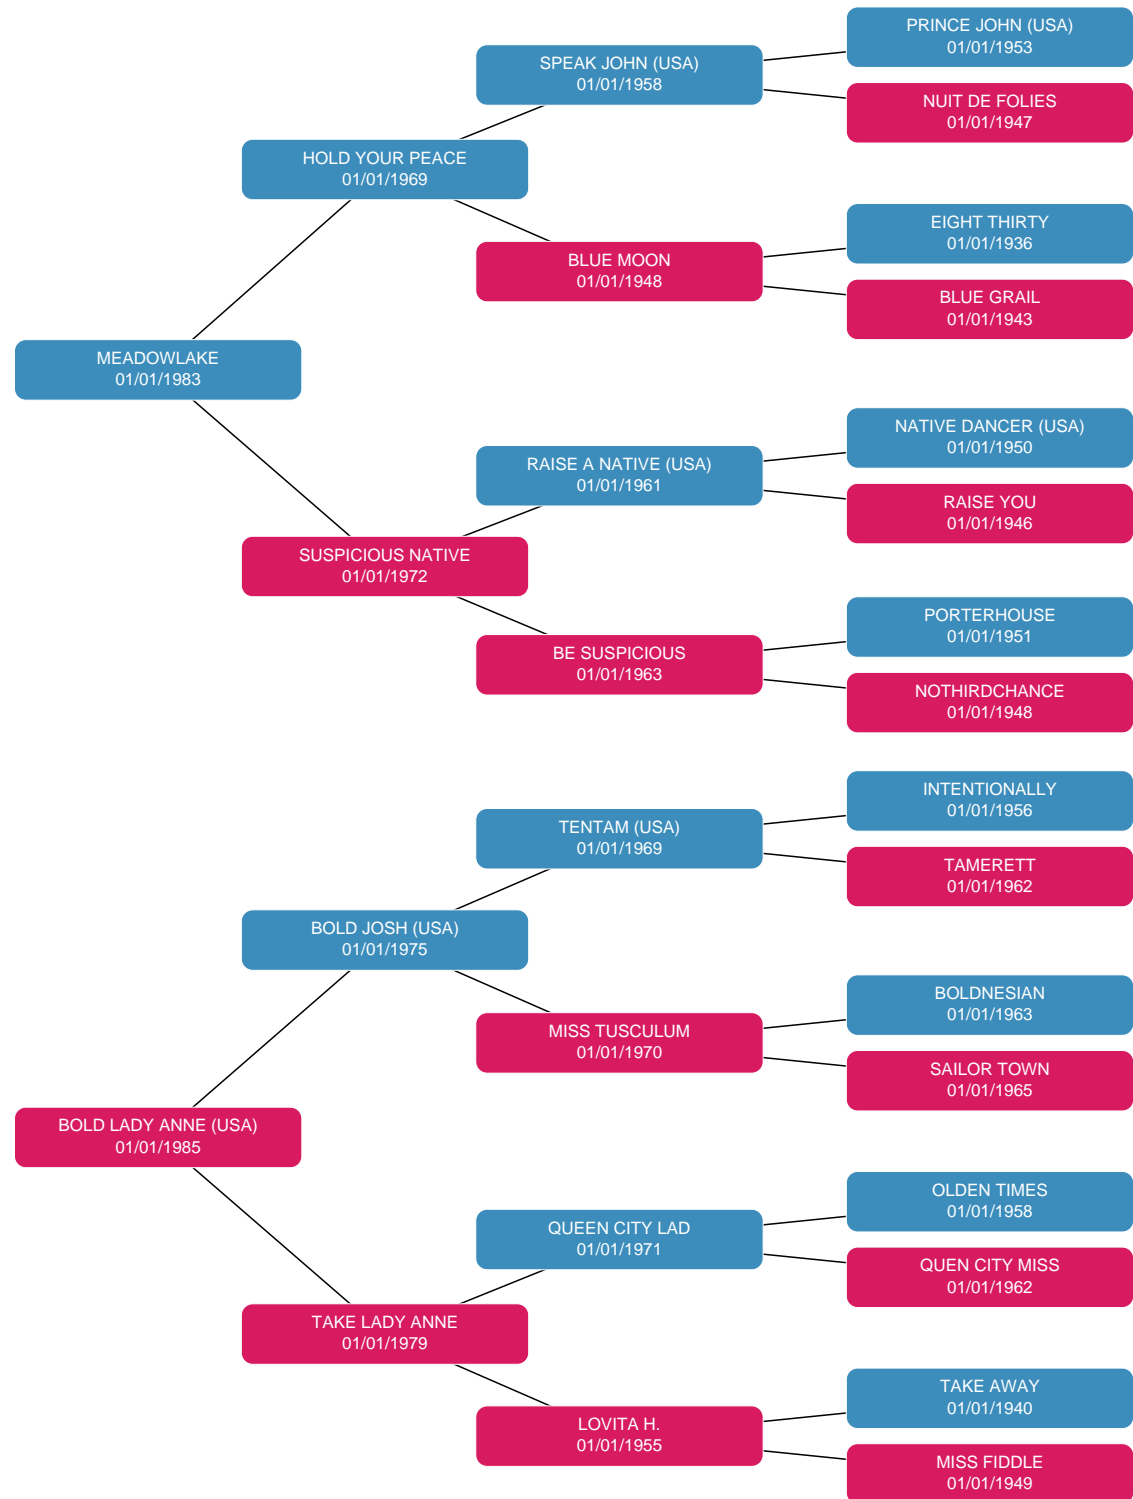 PRINCE JOHN (USA)
01/01/1953
SPEAK JOHN (USA)
01/01/1958
NUIT DE FOLIES
01/01/1947
HOLD YOUR PEACE
01/01/1969
EIGHT THIRTY
01/01/1936
BLUE MOON
01/01/1948
BLUE GRAIL
01/01/1943
MEADOWLAKE
01/01/1983
NATIVE DANCER (USA)
01/01/1950
RAISE A NATIVE (USA)
01/01/1961
RAISE YOU
01/01/1946
SUSPICIOUS NATIVE
01/01/1972
PORTERHOUSE
01/01/1951
BE SUSPICIOUS
01/01/1963
NOTHIRDCHANCE
01/01/1948
INTENTIONALLY
01/01/1956
TENTAM (USA)
01/01/1969
TAMERETT
01/01/1962
BOLD JOSH (USA)
01/01/1975
BOLDNESIAN
01/01/1963
MISS TUSCULUM
01/01/1970
SAILOR TOWN
01/01/1965
BOLD LADY ANNE (USA)
01/01/1985
OLDEN TIMES
01/01/1958
QUEEN CITY LAD
01/01/1971
QUEN CITY MISS
01/01/1962
TAKE LADY ANNE
01/01/1979
TAKE AWAY
01/01/1940
LOVITA H.
01/01/1955
MISS FIDDLE
01/01/1949